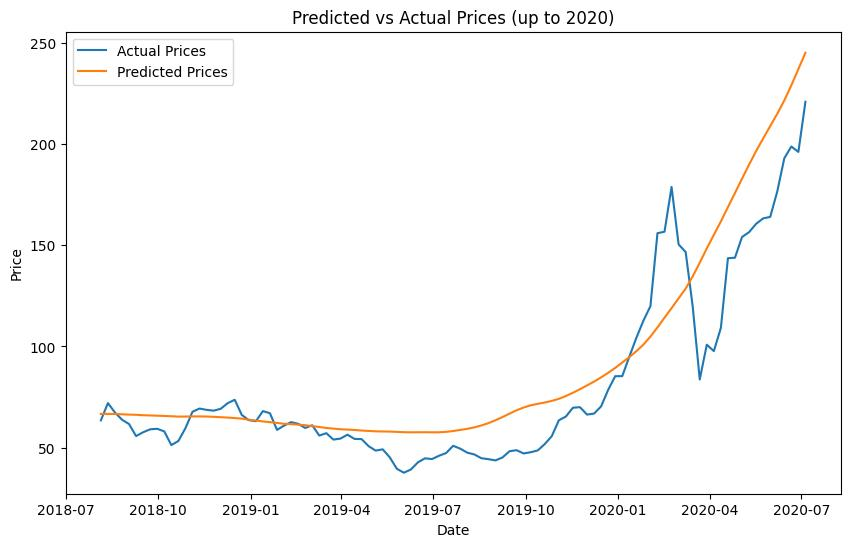 Predicted vs Actual Prices (up to 2020)
Actual Prices
Predicted Prices
250
200
150
100
50
Price
2018-07 2018-10 2019-01 2019-04 2019-07 2019-10 2020-01 2020-04 2020-07
Date